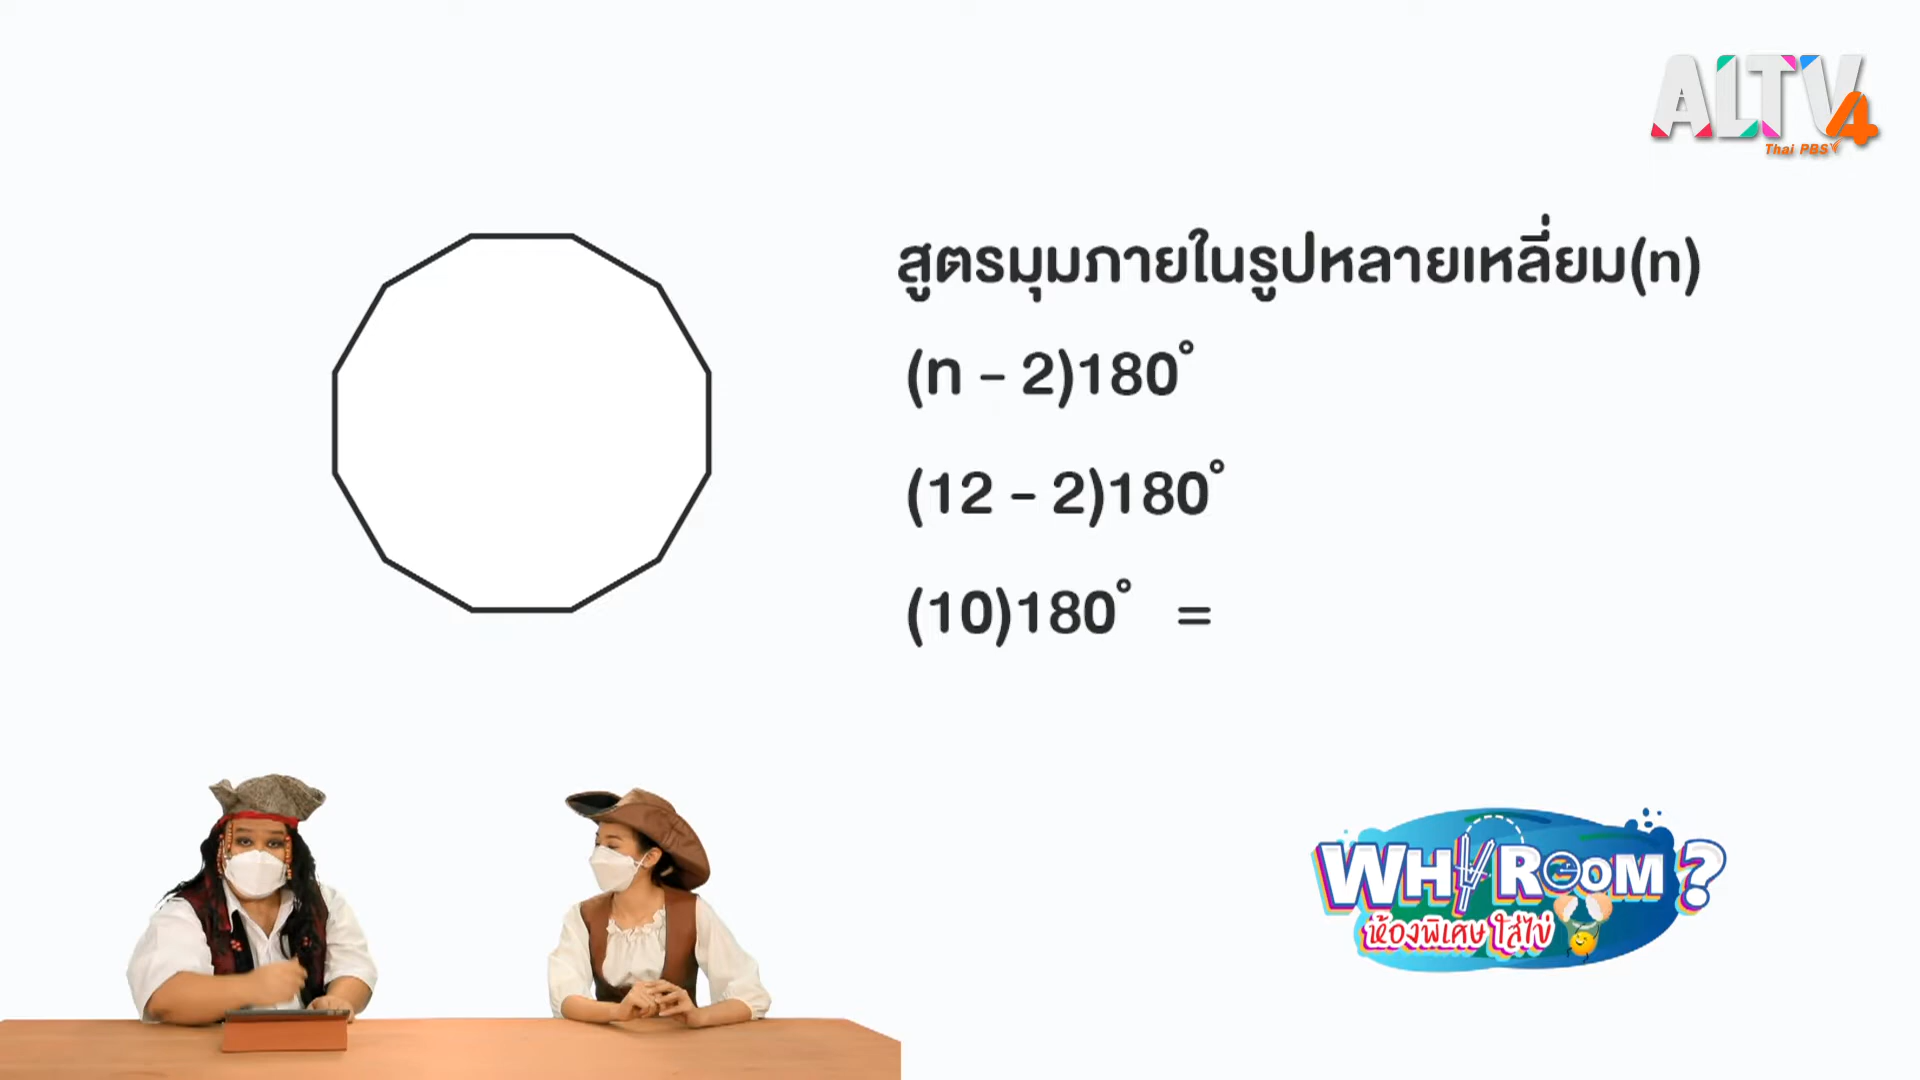 ALTV4
Thai PBS
สูตรมุมภายในรูปหลายเหลี่ยม(n)
(n - 2)180°
(12 - 2)180°
(10)180° =
WHY ROOM?
ห้องพิเศษ ใส่ไข่